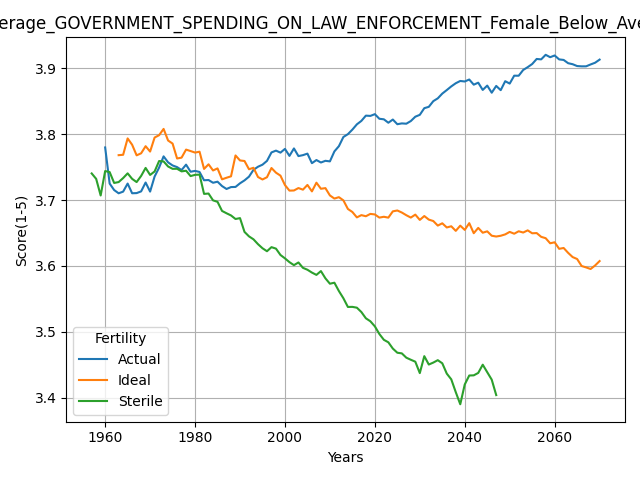 erage_GOVERNMENT_SPENDING_ON_LAW_ENFORCEMENT_Female_Below_Ave
3.9
3.8
3.7
3.6
3.5
3.4
Score(1-5)
Fertility
Actual
Ideal
Sterile
1960 1980 2000 2020 2040 2060
Years